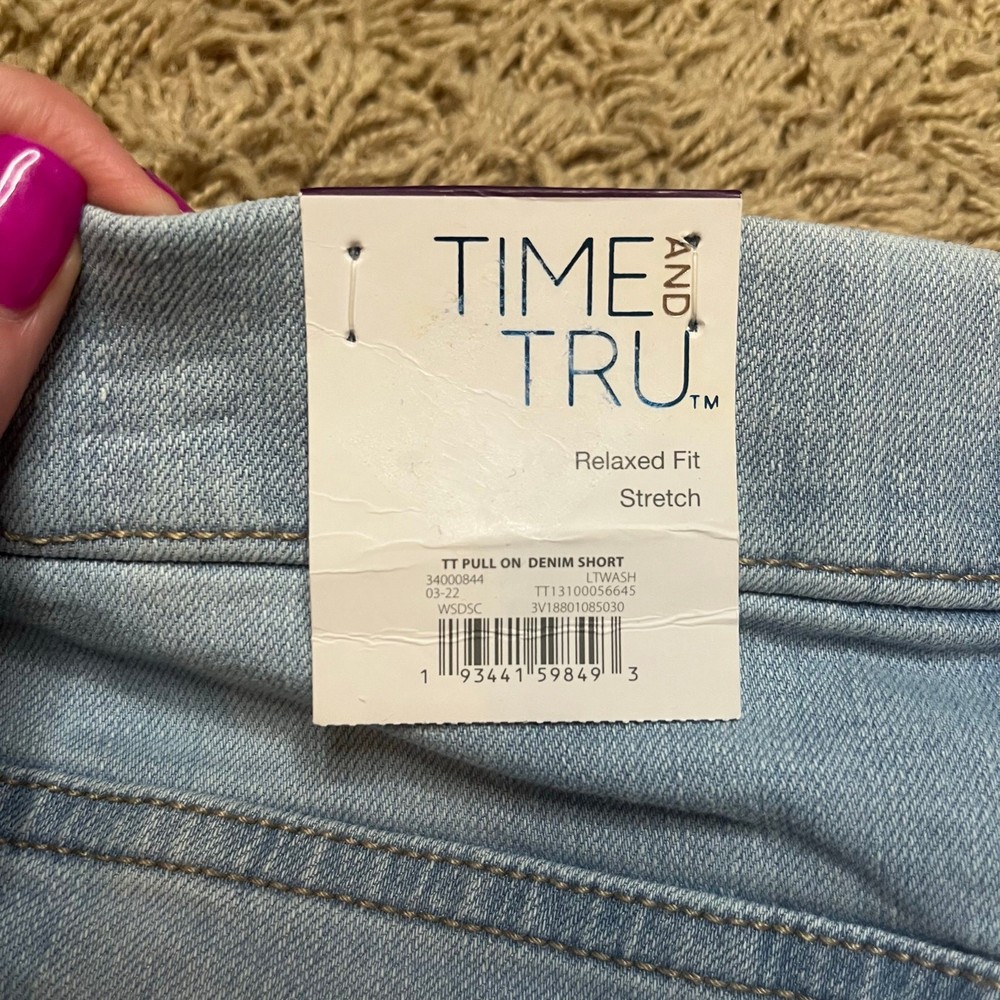 TIME AND
TRU™
Relaxed Fit
Stretch
TT PULL ON DENIM SHORT
34000844 LTWASH
03-22 TT13100056645
WSDSC 3V18801085030
1 93441 59849 3